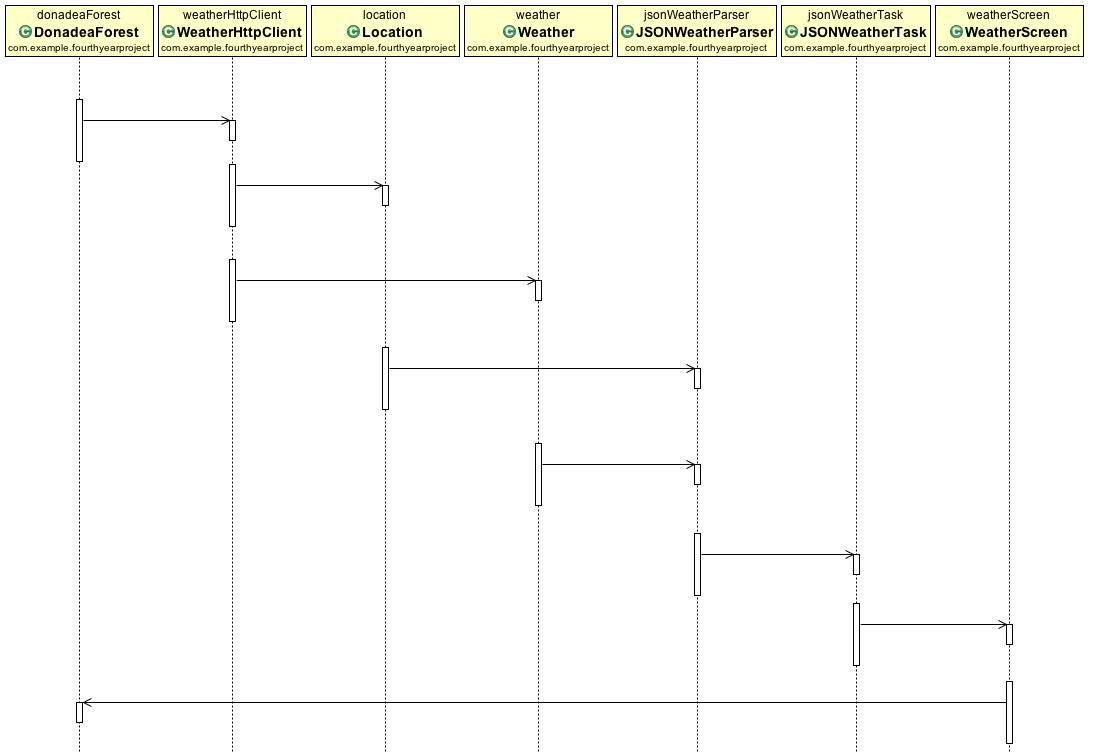 donadeaForest
C DonadeaForest
com.example.fourthyearproject
weatherHttpClient
C WeatherHttpClient
com.example.fourthyearproject
location
C Location
com.example.fourthyearproject
weather
C Weather
com.example.fourthyearproject
jsonWeatherParser
C JSONWeatherParser
com.example.fourthyearproject
jsonWeatherTask
C JSONWeatherTask
com.example.fourthyearproject
weatherScreen
C WeatherScreen
com.example.fourthyearproject